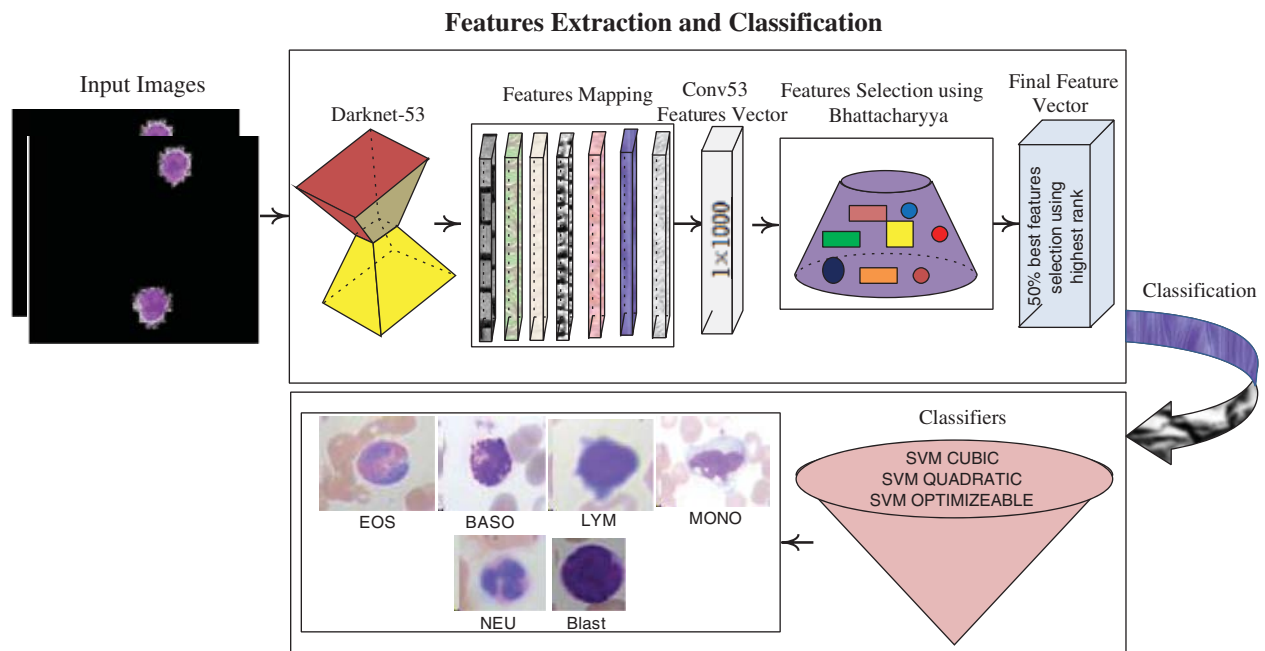 Features Extraction and Classification
Input Images
Darknet-53
Features Mapping
Conv53
Features Vector
Features Selection using
Bhattacharyya
Final Feature
Vector
1×1000
50% best features
selection using
highest rank
Classification
Classifiers
SVM CUBIC
SVM QUADRATIC
SVM OPTIMIZEABLE
EOS
BASO
LYM
MONO
NEU
Blast